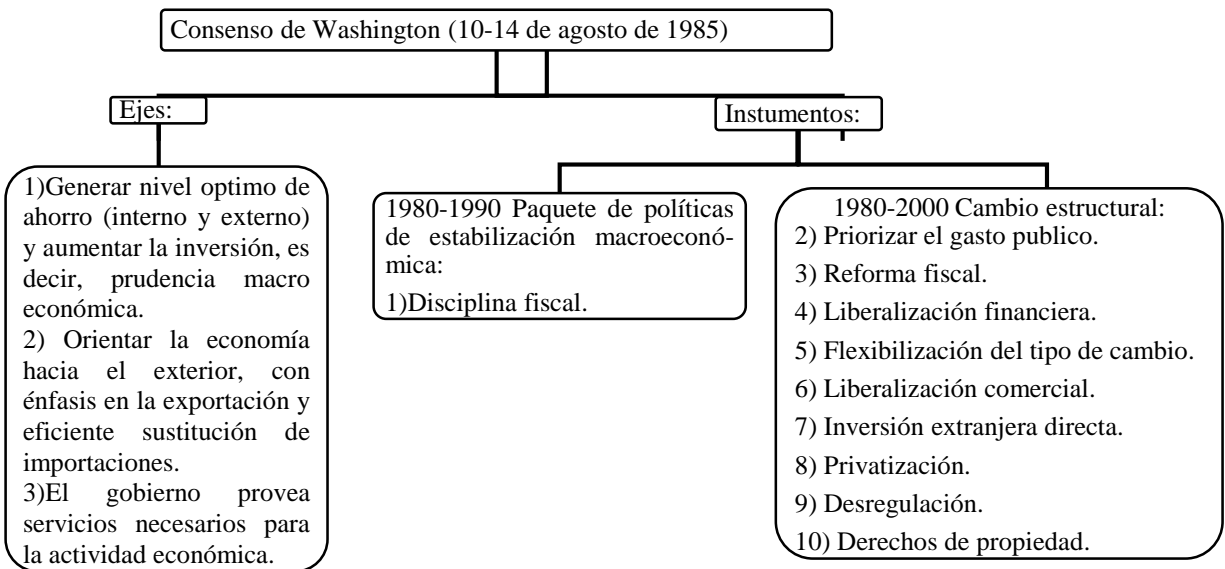 Consenso de Washington (10-14 de agosto de 1985)
Ejes:
Instumentos:
1)Generar nivel optimo de
ahorro (interno y externo)
y aumentar la inversión, es
decir, prudencia macro
económica.
2) Orientar la economía
hacia el exterior, con
énfasis en la exportación y
eficiente sustitución de
importaciones.
3)El gobierno provea
servicios necesarios para
la actividad económica.
1980-1990 Paquete de políticas
de estabilización macroeconó-
mica:
1)Disciplina fiscal.
1980-2000 Cambio estructural:
2) Priorizar el gasto publico.
3) Reforma fiscal.
4) Liberalización financiera.
5) Flexibilización del tipo de cambio.
6) Liberalización comercial.
7) Inversión extranjera directa.
8) Privatización.
9) Desregulación.
10) Derechos de propiedad.